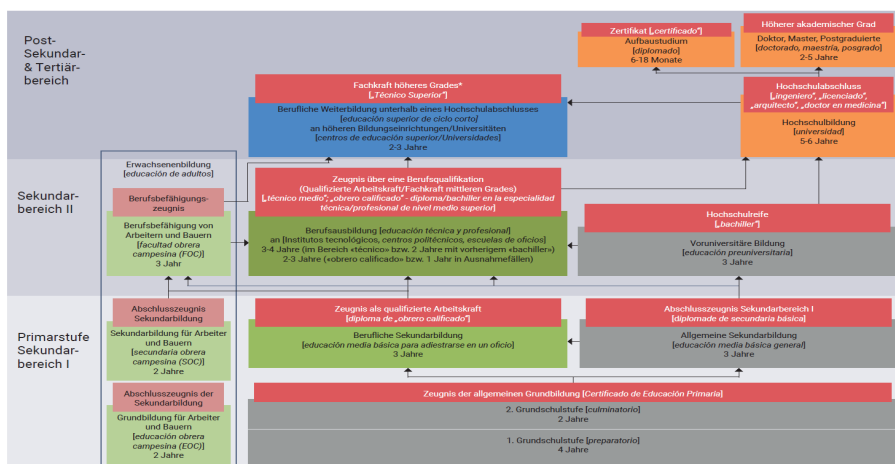 Post-
Sekundar-
& Tertiär-
bereich
Zertifikat [„certificado“]
Aufbaustudium
[diplomado]
6-18 Monate
Höherer akademischer Grad
Doktor, Master, Postgraduierte
[doctorado, maestría, posgrado]
2-5 Jahre
Fachkraft höheres Grades*
[„Técnico Superior“]
Berufliche Weiterbildung unterhalb eines Hochschulabschlusses
[educación superior de ciclo corto]
an höheren Bildungseinrichtungen/Universitäten
[centros de educación superior/Universidades]
2-3 Jahre
Hochschulabschluss
[„ingeniero“, „licenciado“,
„arquitecto“, „doctor en medicina“]
Hochschulbildung
[universidad]
5-6 Jahre
Sekundar-
bereich II
Erwachsenenbildung
[educación de adultos]
Berufsbefähigungs-
zeugnis
Berufsbefähigung von
Arbeitern und Bauern
[facultad obrera
campesina (FOC)]
3 Jahr
Zeugnis über eine Berufsqualifikation
(Qualifizierte Arbeitskraft/Fachkraft mittleren Grades)
[„técnico medio“; „obrero calificado“ - diploma/bachiller en la especialidad
técnica/profesional de nivel medio superior]
Berufsausbildung [educación técnica y profesional]
an [Institutos tecnológicos, centros politécnicos, escuelas de oficios]
3-4 Jahre (im Bereich «técnico» bzw. 2 Jahre mit vorherigem «bachiller»)
2-3 Jahre («obrero calificado» bzw. 1 Jahr in Ausnahmefällen)
Hochschulreife
[„bachiller“]
Voruniversitäre Bildung
[educación preuniversitaria]
3 Jahre
Primarstufe
Sekundar-
bereich I
Abschlusszeugnis
Sekundarbildung
Sekundarbildung für Arbeiter
und Bauern
[secundaria obrera
campesina (SOC)]
2 Jahre
Zeugnis als qualifizierte Arbeitskraft
[diploma de „obrero calificado“]
Berufliche Sekundarbildung
[educación media básica para adiestrarse en un oficio]
3 Jahre
Abschlusszeugnis Sekundarbereich I
[diplomade de secundaria básica]
Allgemeine Sekundarbildung
[educación media básica general]
3 Jahre
Abschlusszeugnis der
Sekundarbildung
Grundbildung für Arbeiter
und Bauern
[educación obrera
campesina (EOC)]
2 Jahre
Zeugnis der allgemeinen Grundbildung [Certificado de Educación Primaria]
2. Grundschulstufe [culminatorio]
2 Jahre
1. Grundschulstufe [preparatorio]
4 Jahre